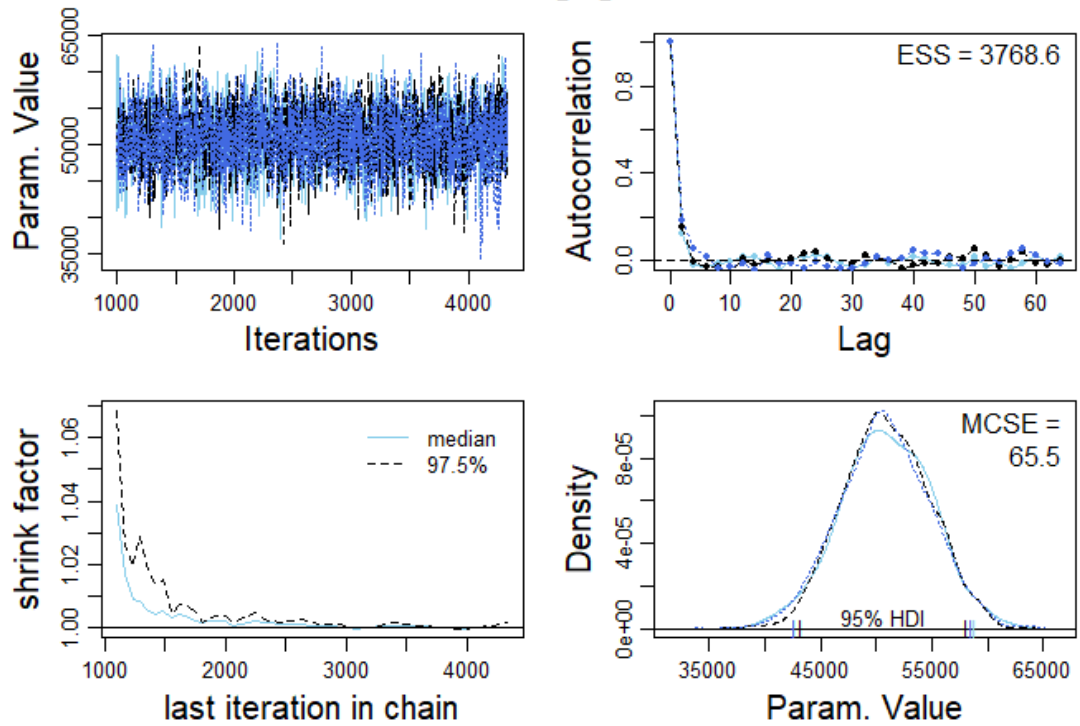 Param. Value
35000 50000 65000
1000 2000 3000 4000
Iterations
Autocorrelation
0.0 0.4 0.8
ESS = 3768.6
0 10 20 30 40 50 60
Lag
shrink factor
1.00 1.02 1.04 1.06
median
97.5%
1000 2000 3000 4000
last iteration in chain
Density
0e+00 4e-05 8e-05
MCSE =
65.5
95% HDI
35000 45000 55000 65000
Param. Value